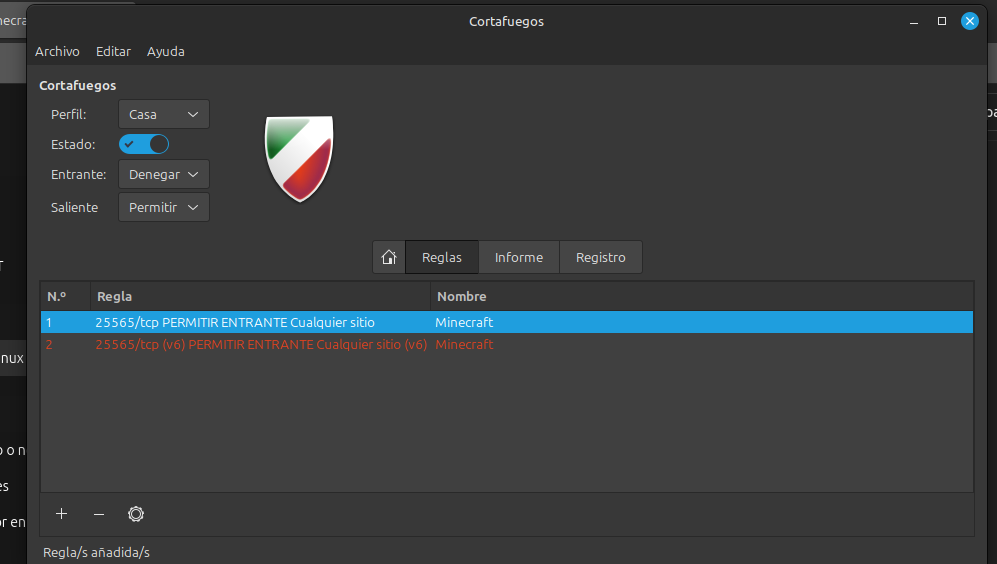 Cortafuegos
Archivo Editar Ayuda
Cortafuegos
Perfil: Casa
Estado:
Entrante: Denegar
Saliente Permitir
Reglas Informe Registro
N.º Regla Nombre
1 25565/tcp PERMITIR ENTRANTE Cualquier sitio Minecraft
2 25565/tcp (v6) PERMITIR ENTRANTE Cualquier sitio (v6) Minecraft
Regla/s añadida/s